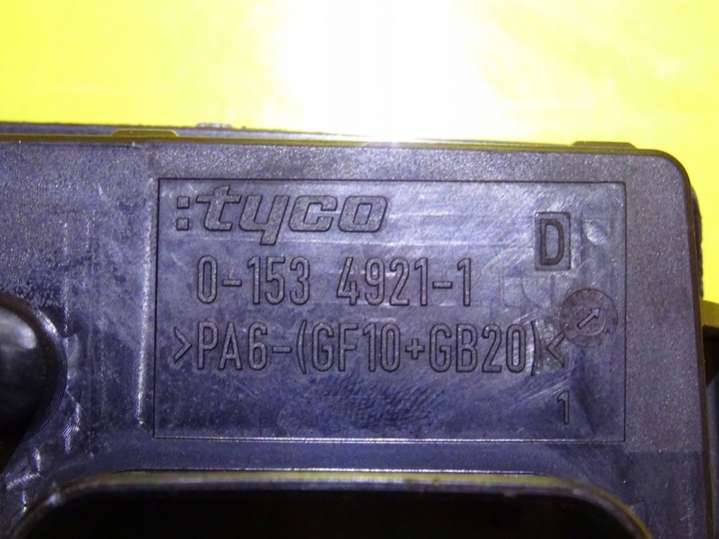 :tyco
D
0-153 4921-1
>PA6-(GF10+GB20)<
1